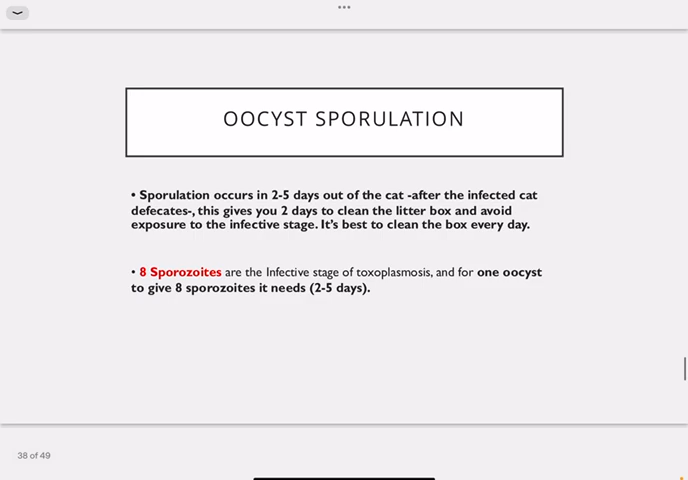 OOCYST SPORULATION
• Sporulation occurs in 2-5 days out of the cat -after the infected cat
defecates-, this gives you 2 days to clean the litter box and avoid
exposure to the infective stage. It's best to clean the box every day.
• 8 Sporozoites are the Infective stage of toxoplasmosis, and for one oocyst
to give 8 sporozoites it needs (2-5 days).
38 of 49